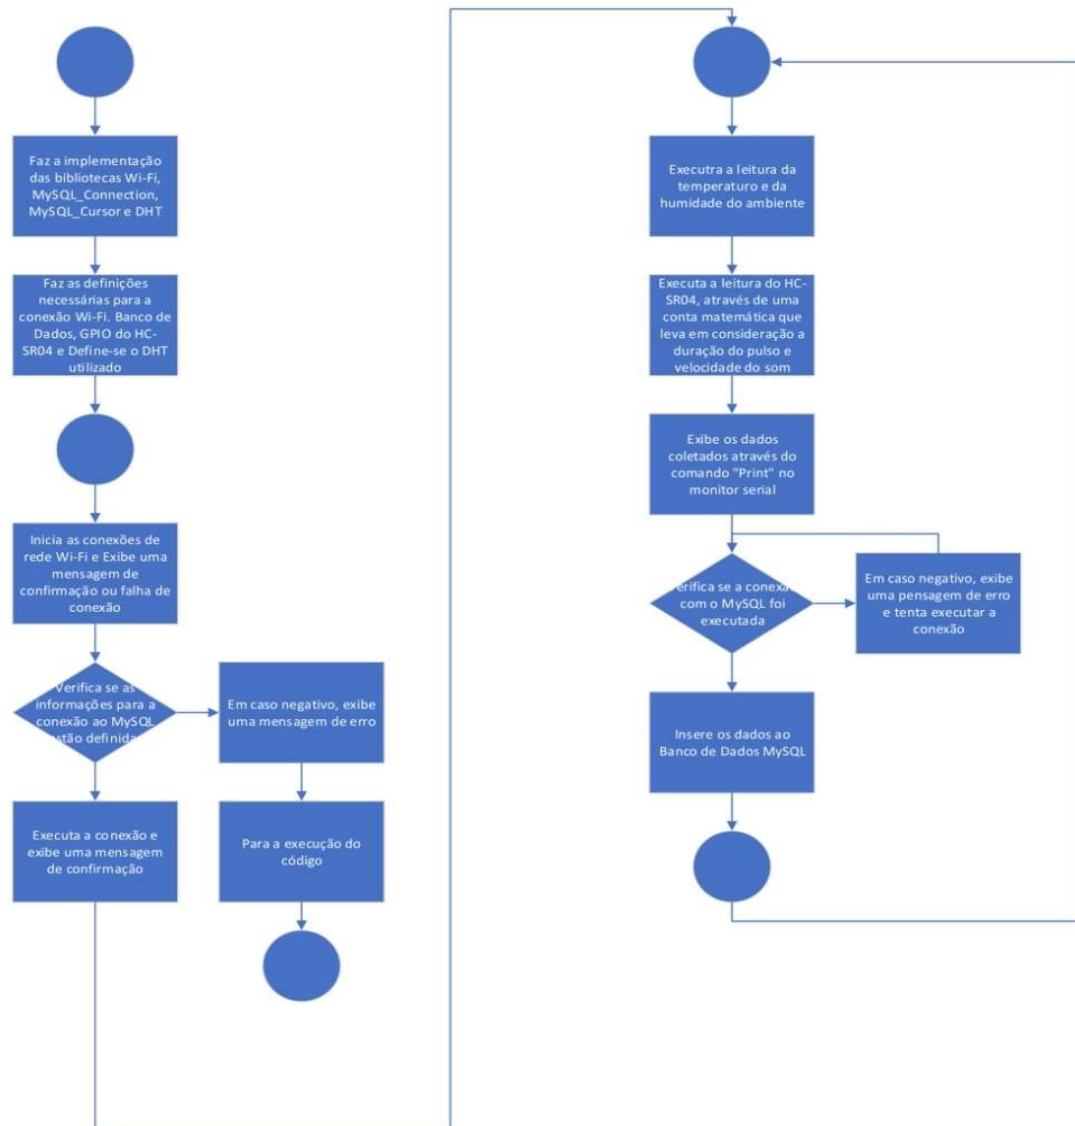 Faz a implementação
das bibliotecas Wi-Fi,
MySQL_Connection,
MySQL_Cursor e DHT
Faz as definições
necessárias para a
conexão Wi-Fi. Banco de
Dados, GPIO do HC-
SR04 e Define-se o DHT
utilizado
Inicia as conexões de
rede Wi-Fi e Exibe uma
mensagem de
confirmação ou falha de
conexão
Verifica se as
informações para a
conexão ao MySQL
estão definida
Em caso negativo, exibe
uma mensagem de erro
Executa a conexão e
exibe uma mensagem
de confirmação
Para a execução do
código
Executra a leitura da
temperaturo e da
humidade do ambiente
Executa a leitura do HC-
SR04, através de uma
conta matemática que
leva em consideração a
duração do pulso e
velocidade do som
Exibe os dados
coletados através do
comando "Print" no
monitor serial
Verifica se a conexã
com o MySQL foi
executada
Em caso negativo, exibe
uma pensagem de erro
e tenta executar a
conexão
Insere os dados ao
Banco de Dados MySQL